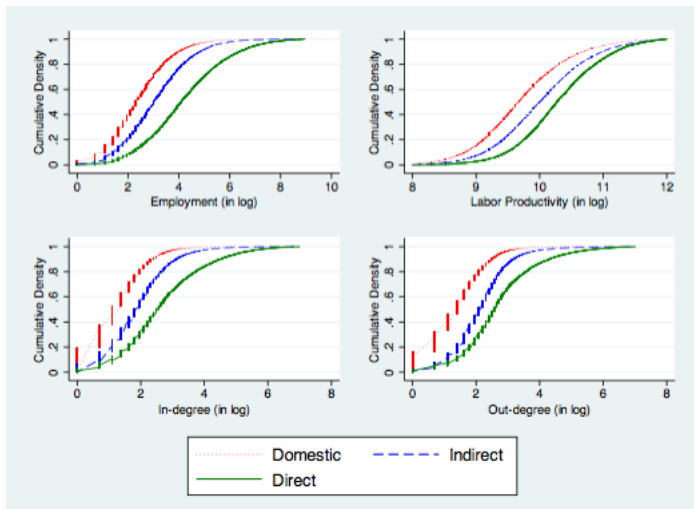 Cumulative Density
0 .2 .4 .6 .8 1
0 2 4 6 8 10
Employment (in log)
Cumulative Density
0 .2 .4 .6 .8 1
8 9 10 11 12
Labor Productivity (in log)
Cumulative Density
0 .2 .4 .6 .8 1
0 2 4 6 8
In-degree (in log)
Cumulative Density
0 .2 .4 .6 .8 1
0 2 4 6 8
Out-degree (in log)
Domestic Indirect
Direct